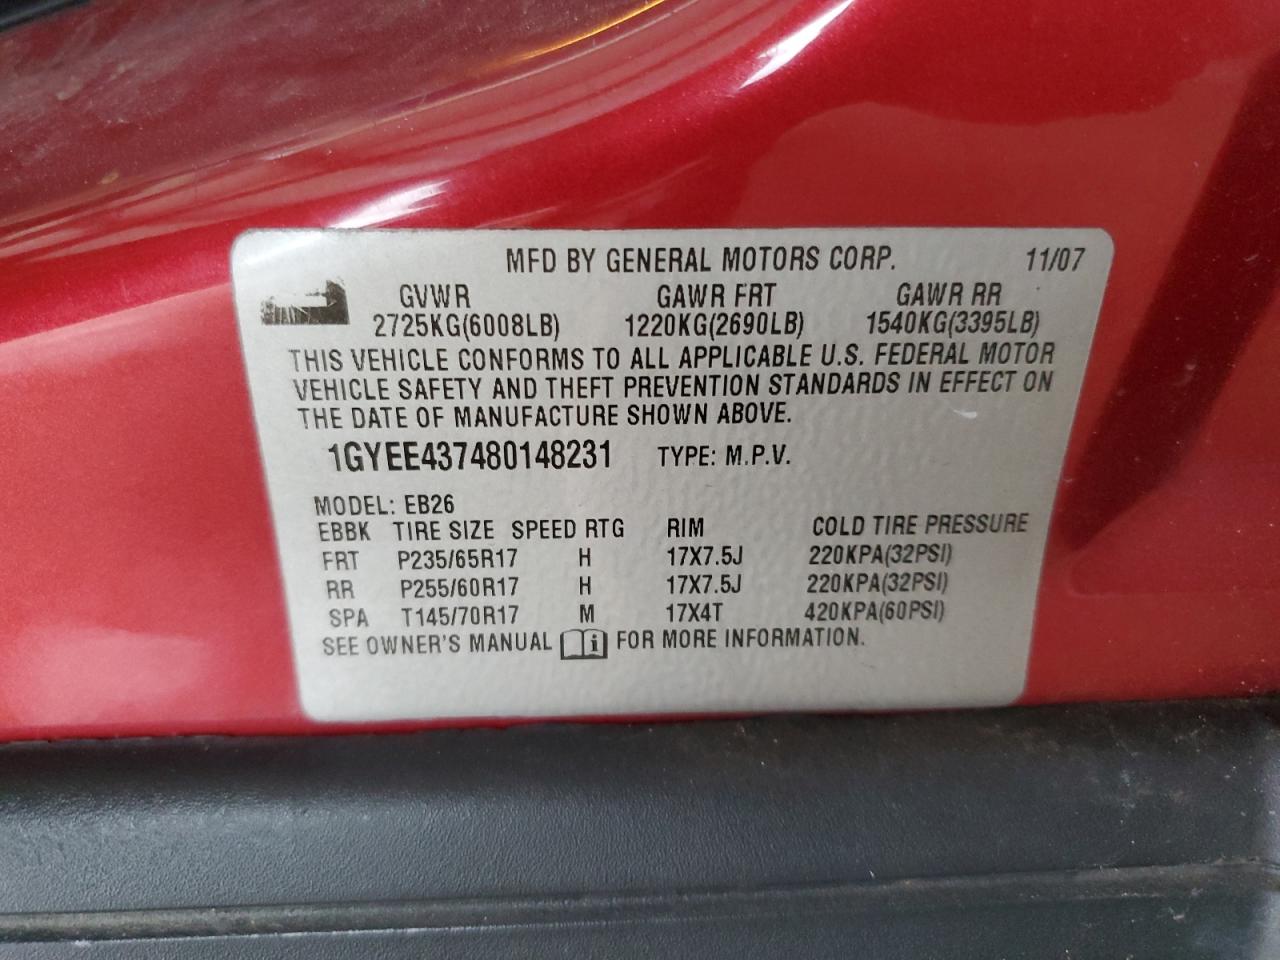 MFD BY GENERAL MOTORS CORP. 11/07
GVWR GAWR FRT GAWR RR
2725KG(6008LB) 1220KG(2690LB) 1540KG(3395LB)
THIS VEHICLE CONFORMS TO ALL APPLICABLE U.S. FEDERAL MOTOR
VEHICLE SAFETY AND THEFT PREVENTION STANDARDS IN EFFECT ON
THE DATE OF MANUFACTURE SHOWN ABOVE.
1GYEE437480148231 TYPE: M.P.V.
MODEL: EB26
EBBK TIRE SIZE SPEED RTG RIM COLD TIRE PRESSURE
FRT P235/65R17 H 17X7.5J 220KPA(32PSI)
RR P255/60R17 H 17X7.5J 220KPA(32PSI)
SPA T145/70R17 M 17X4T 420KPA(60PSI)
SEE OWNER'S MANUAL i FOR MORE INFORMATION.